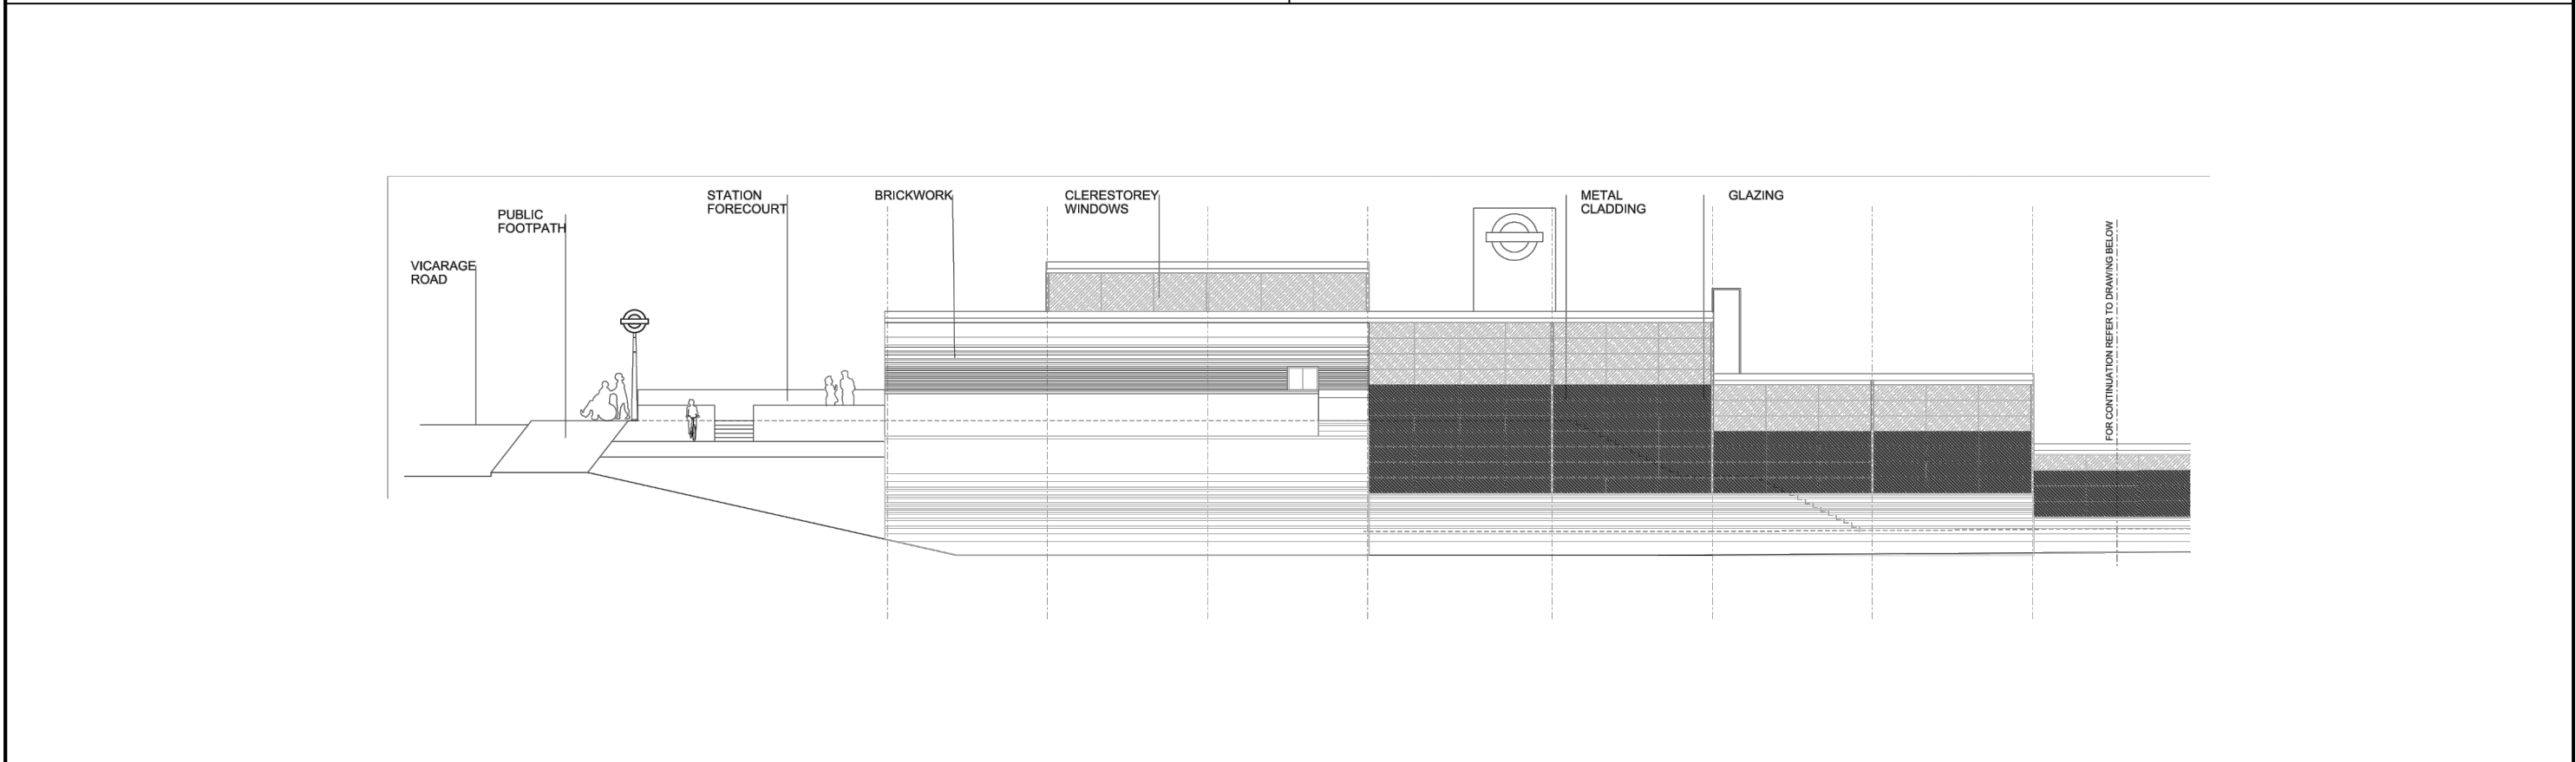 VICARAGE
ROAD
PUBLIC
FOOTPATH
STATION
FORECOURT
BRICKWORK
CLERESTOREY
WINDOWS
METAL
CLADDING
GLAZING
FOR CONTINUATION REFER TO DRAWING BELOW